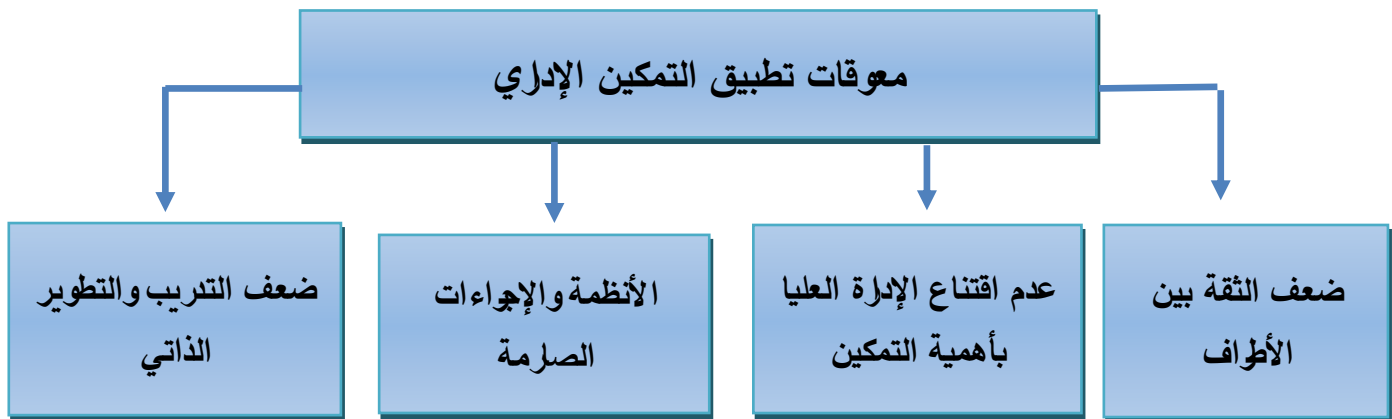 معوقات تطبيق التمكين الإداري
ضعف الثقة بين
الأطراف
عدم اقتناع الإدارة العليا
بأهمية التمكين
الأنظمة والإجراءات
الصارمة
ضعف التدريب والتطوير
الذاتي